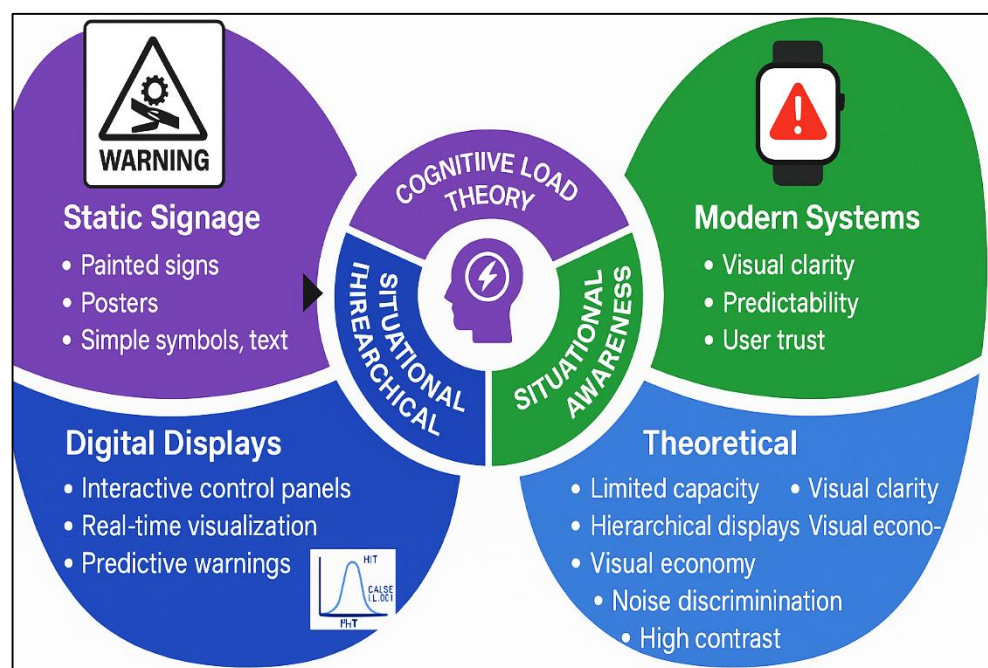 WARNING
Static Signage
• Painted signs
• Posters
• Simple symbols, text
COGNITIIVE LOAD
THEORY
SITUATIONAL
SITUATIONAL
AWARENESS
Modern Systems
• Visual clarity
• Predictability
• User trust
Digital Displays
• Interactive control panels
• Real-time visualization
• Predictive warnings
HIT
CALSE
Theoretical
• Limited capacity • Visual clarity
• Hierarchical displays Visual econo-
• Visual economy
• Noise discriminination
• High contrast